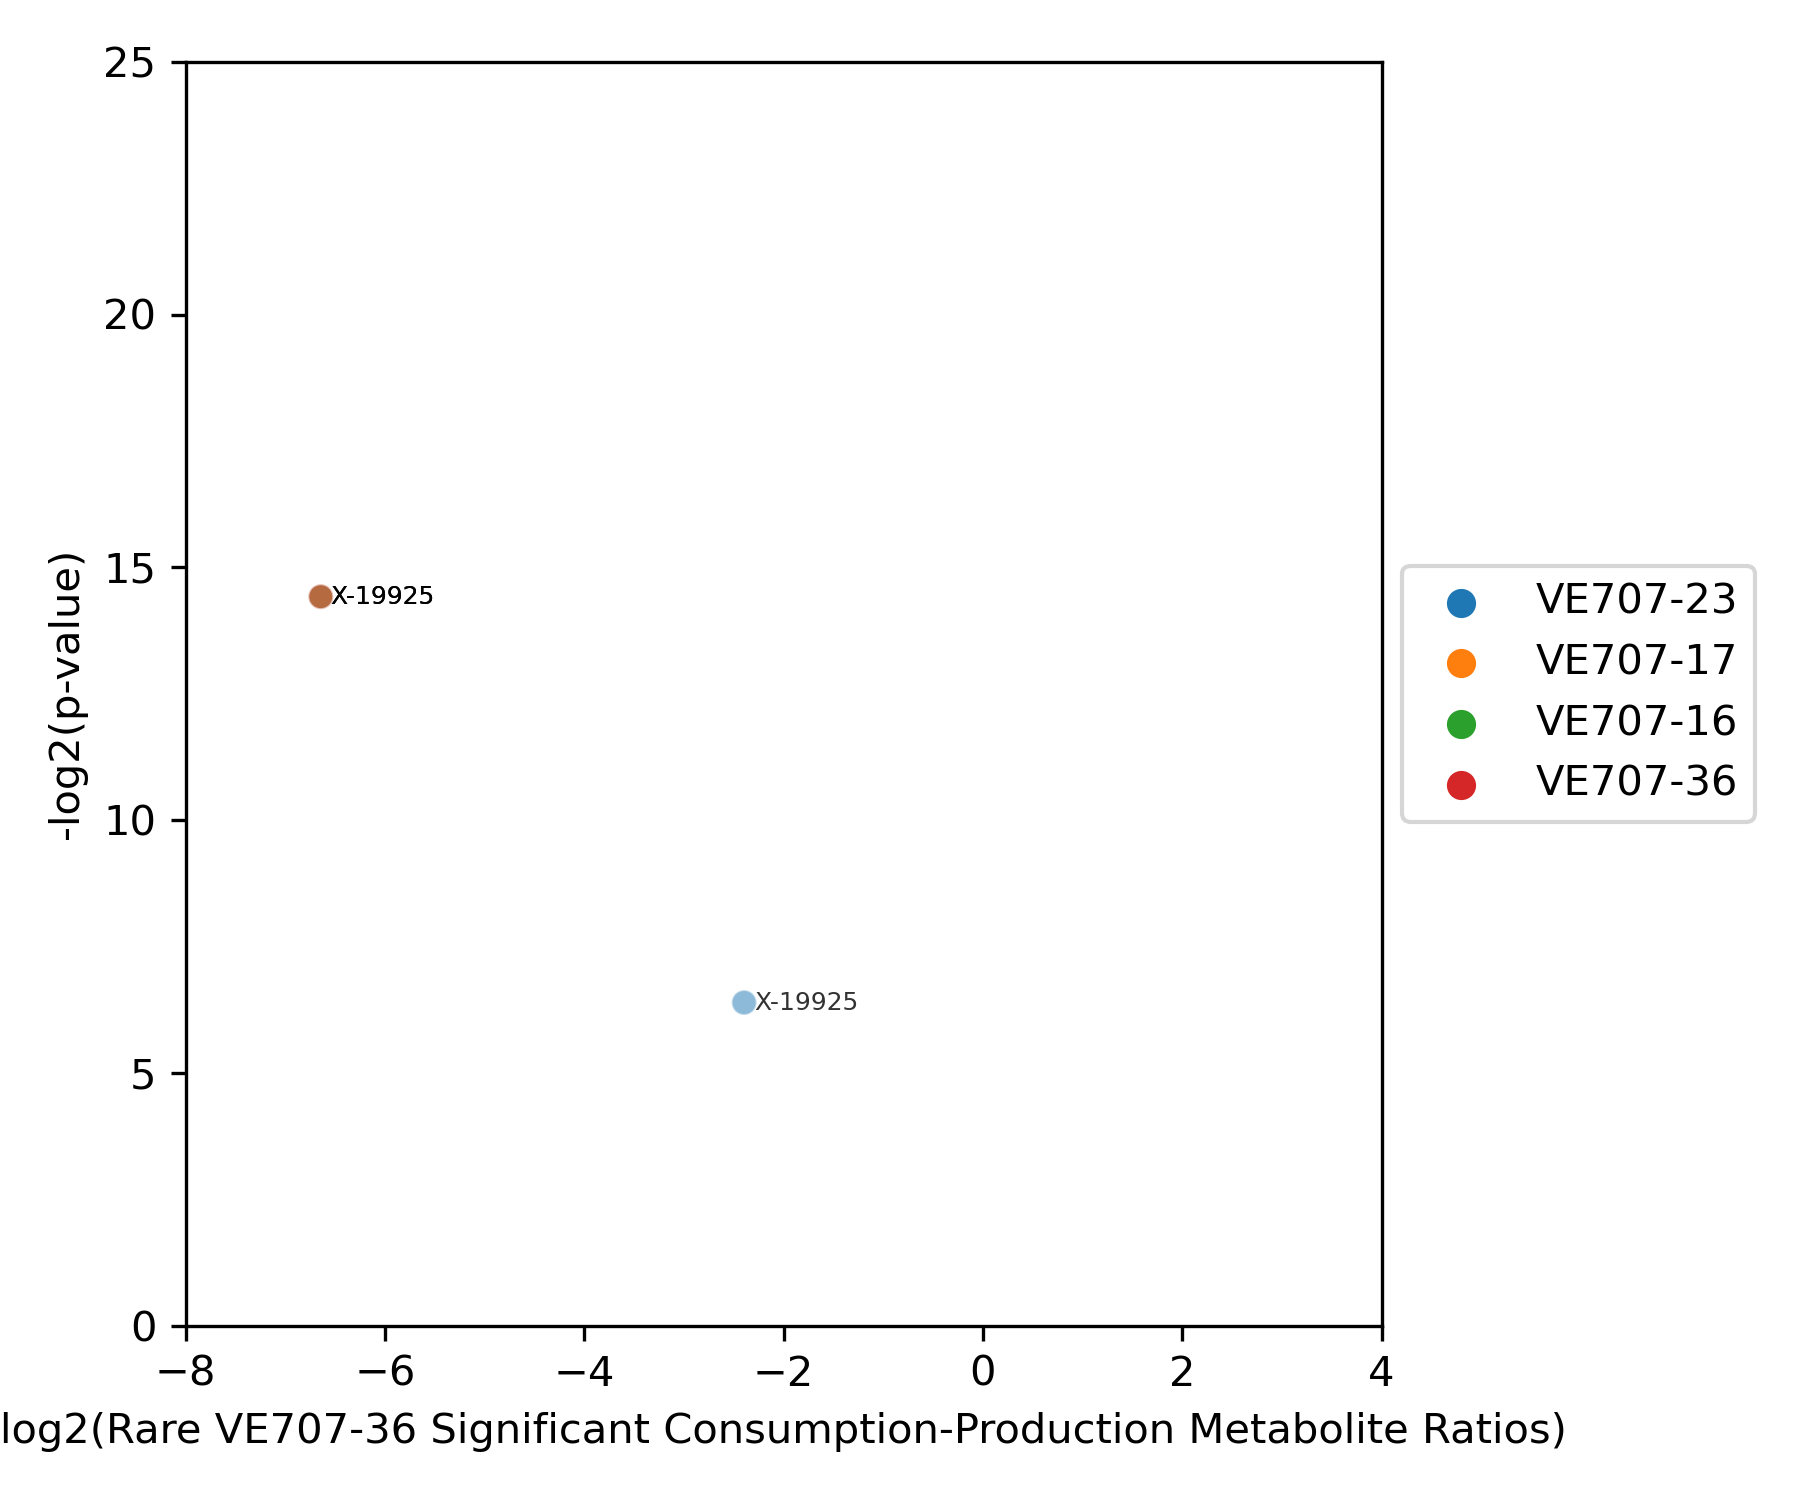 25
20
15
10
5
0
-log2(p-value)
X-19925
X-19925
VE707-23
VE707-17
VE707-16
VE707-36
−8 −6 −4 −2 0 2 4
log2(Rare VE707-36 Significant Consumption-Production Metabolite Ratios)